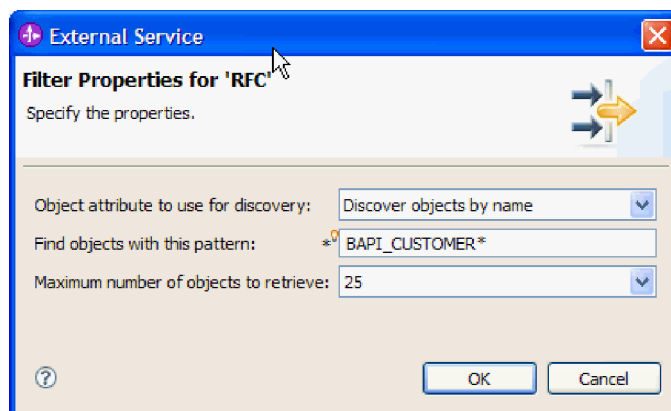 External Service
Filter Properties for 'RFC'
Specify the properties.
Object attribute to use for discovery: Discover objects by name
Find objects with this pattern: * BAPI_CUSTOMER*
Maximum number of objects to retrieve: 25
OK Cancel